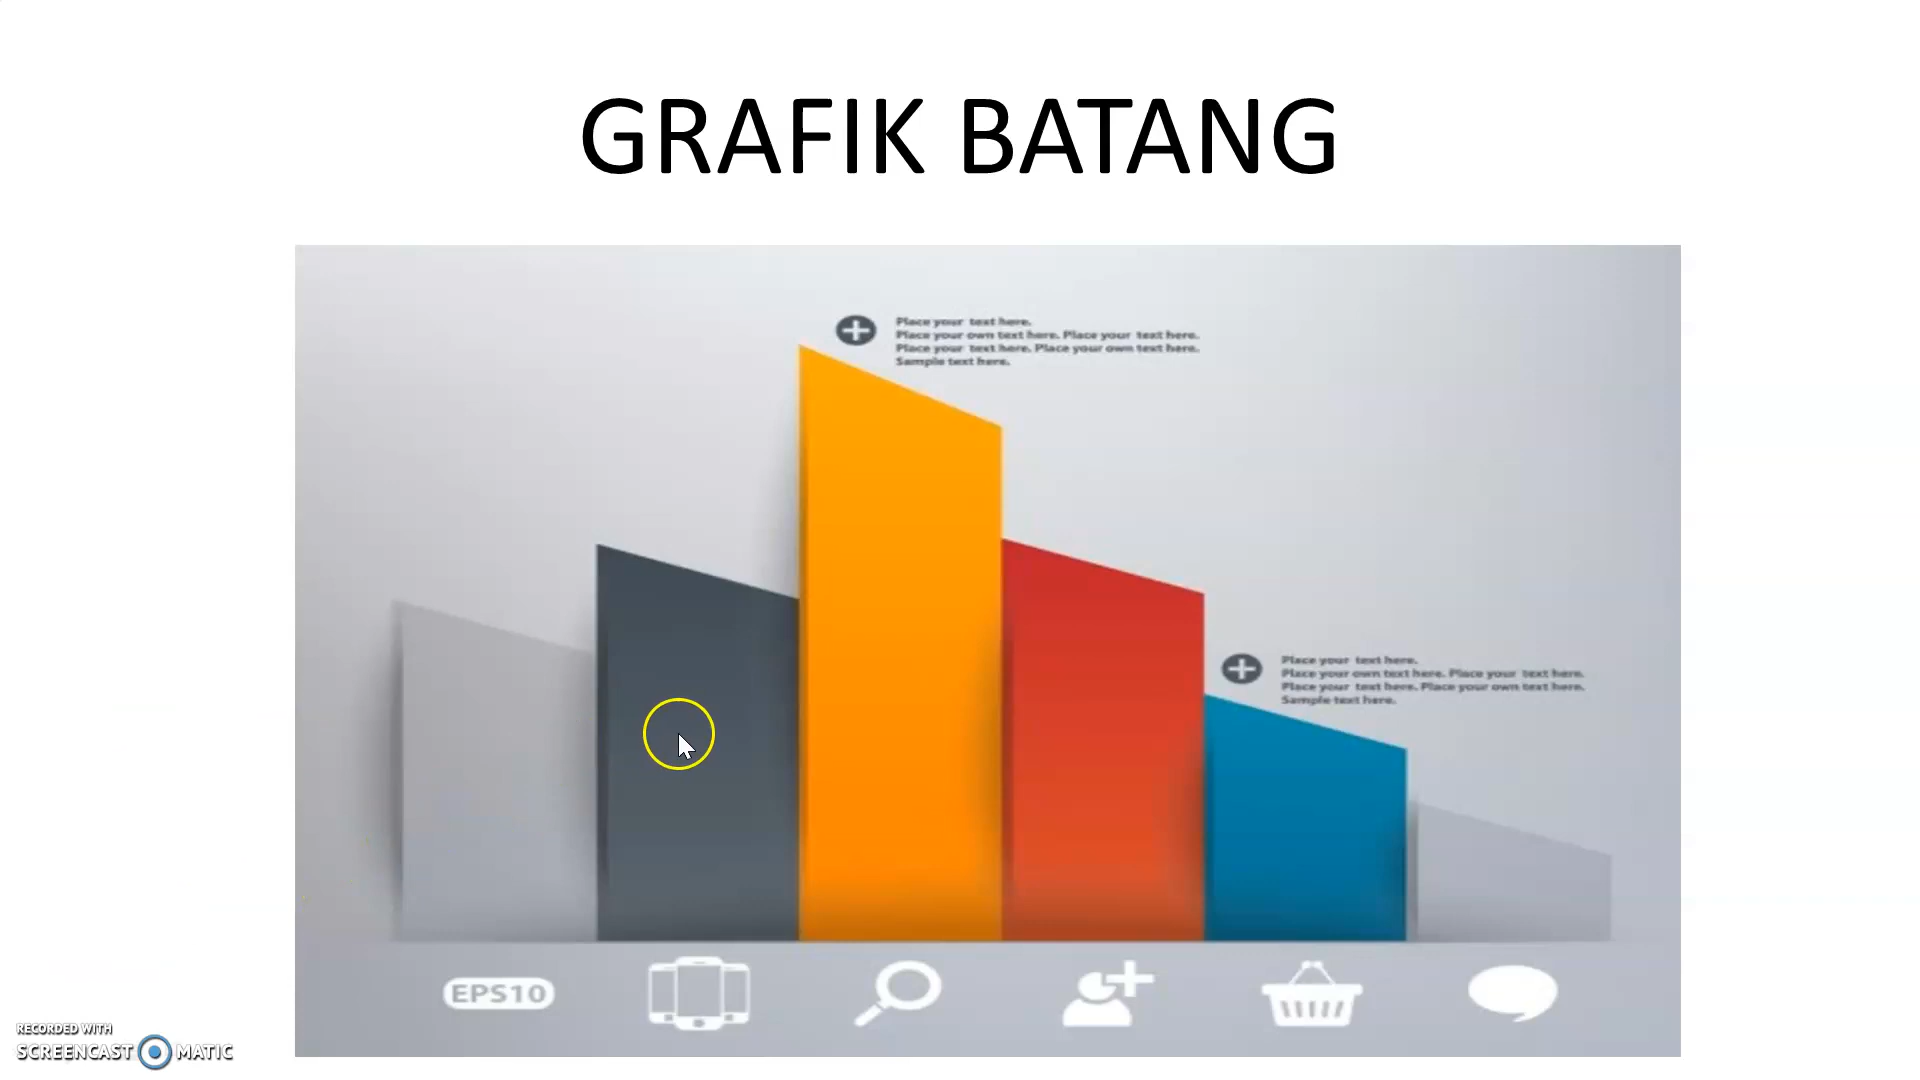 GRAFIK BATANG
Place your text here.
Place your own text here. Place your text here.
Place your text here. Place your own text here.
Sample text here.
Place your text here.
Place your own text here. Place your text here.
Place your text here. Place your own text here.
Sample text here.
EPS10
RECORDED WITH
SCREENCAST MATIC